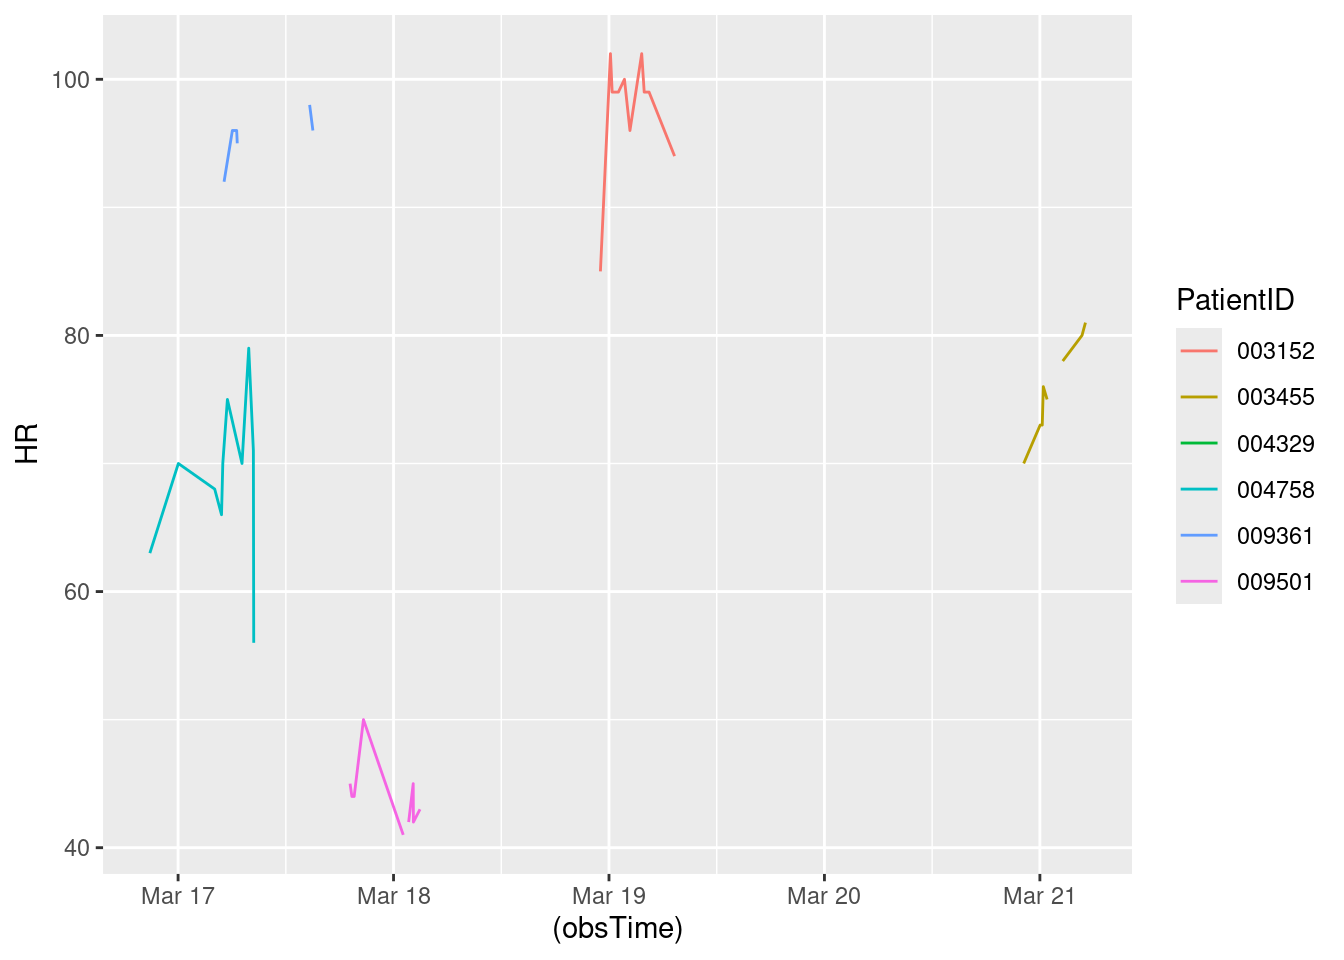 100
80
60
40
HR
Mar 17
Mar 18
Mar 19
Mar 20
Mar 21
(obsTime)
PatientID
003152
003455
004329
004758
009361
009501